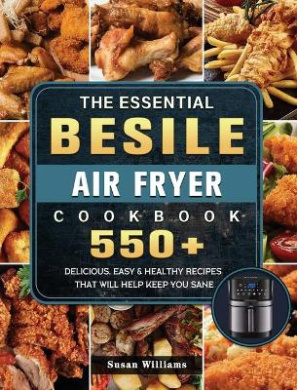 THE ESSENTIAL
BESILE
AIR FRYER
COOKBOOK
550+
DELICIOUS, EASY & HEALTHY RECIPES
THAT WILL HELP KEEP YOU SANE
Susan Williams